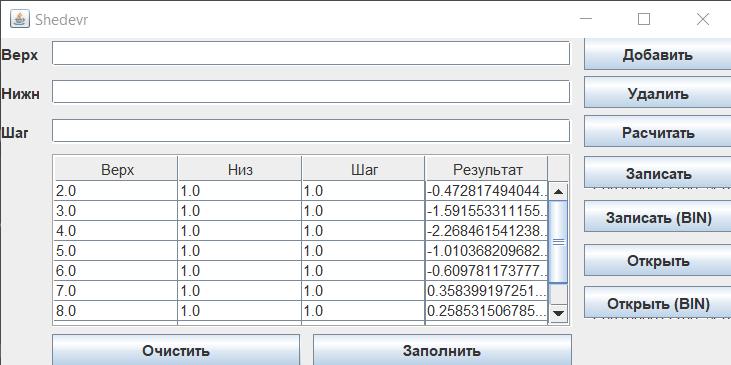 Shedevr
Верх
Добавить
Нижн
Удалить
Шаг
Расчитать
Верх Низ Шаг Результат
Записать
2.0 1.0 1.0 -0.472817494044...
3.0 1.0 1.0 -1.591553311155...
Записать (BIN)
4.0 1.0 1.0 -2.268461541238...
5.0 1.0 1.0 -1.010368209682...
Открыть
6.0 1.0 1.0 -0.609781173777...
7.0 1.0 1.0 0.358399197251...
Открыть (BIN)
8.0 1.0 1.0 0.258531506785...
Очистить Заполнить